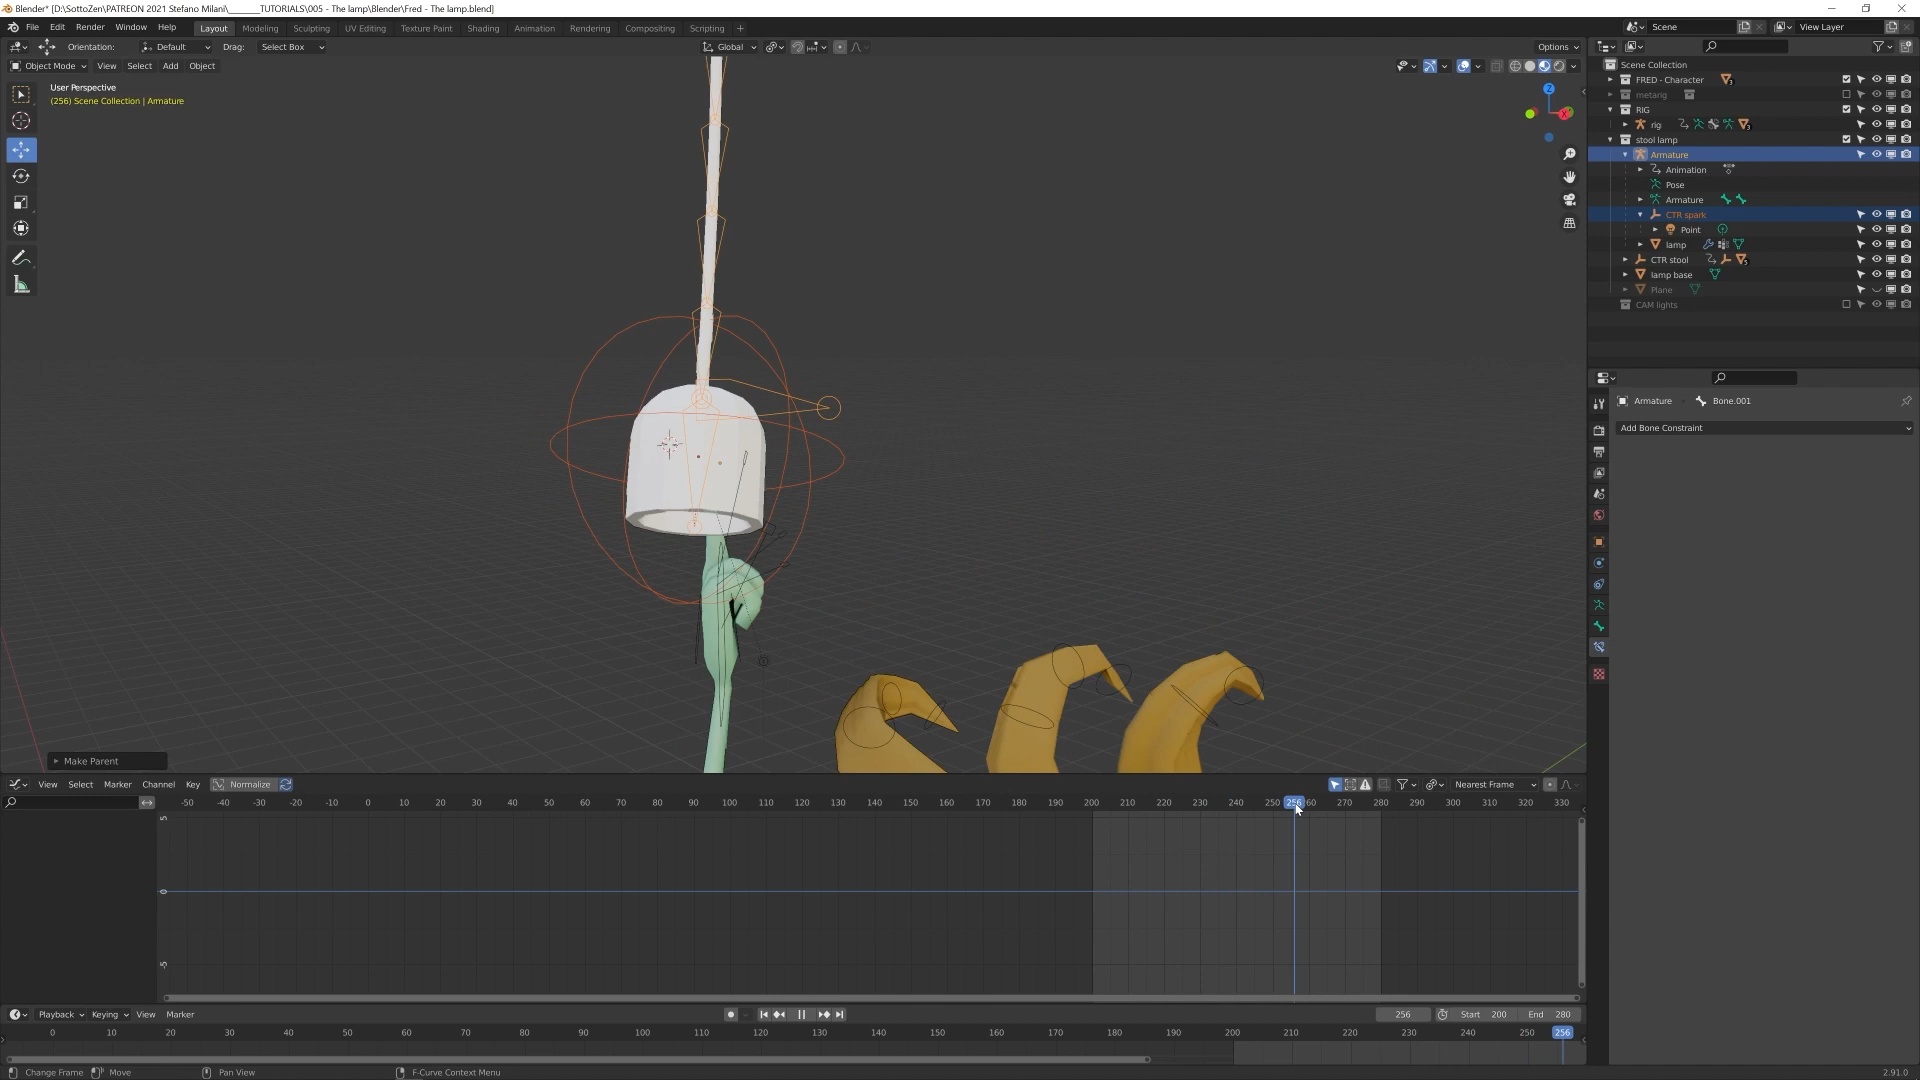 Blender* [D:\SottoZen\PATREON 2021 Stefano Milani\_______TUTORIALS\005 - The lamp\Blender\Fred - The lamp.blend]
File Edit Render Window Help Layout Modeling Sculpting UV Editing Texture Paint Shading Animation Rendering Compositing Scripting + Scene View Layer
Orientation: Default Drag: Select Box Global Options
Object Mode View Select Add Object
User Perspective
(256) Scene Collection | Armature
Z
X
Scene Collection
FRED - Character 3
metarig
RIG
rig 3
stool lamp
Armature
Animation
Pose
Armature
CTR spark
Point
lamp
CTR stool 5
lamp base
Plane
CAM lights
Armature Bone.001
Add Bone Constraint
Make Parent
View Select Marker Channel Key Normalize Nearest Frame
-50 -40 -30 -20 -10 0 10 20 30 40 50 60 70 80 90 100 110 120 130 140 150 160 170 180 190 200 210 220 230 240 250 256 60 270 280 290 300 310 320 330
5
0
-5
Playback Keying View Marker 256 Start 200 End 280
0 10 20 30 40 50 60 70 80 90 100 110 120 130 140 150 160 170 180 190 200 210 220 230 240 250 256
Change Frame Move Pan View F-Curve Context Menu 2.91.0